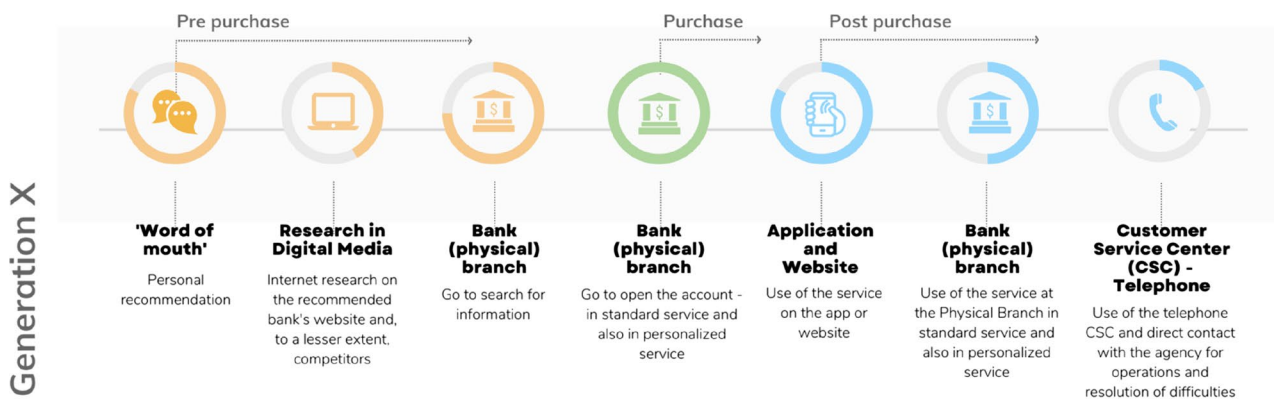 Pre purchase
Purchase
Post purchase
Generation X
$
$
$
'Word of
mouth'
Personal
recommendation
Research in
Digital Media
Internet research on
the recommended
bank's website and,
to a lesser extent,
competitors
Bank
(physical)
branch
Go to search for
information
Bank
(physical)
branch
Go to open the account -
in standard service and
also in personalized
service
Application
and
Website
Use of the service
on the app or
website
Bank
(physical)
branch
Use of the service at
the Physical Branch in
standard service and
also in personalized
service
Customer
Service Center
(CSC) -
Telephone
Use of the telephone
CSC and direct contact
with the agency for
operations and
resolution of difficulties